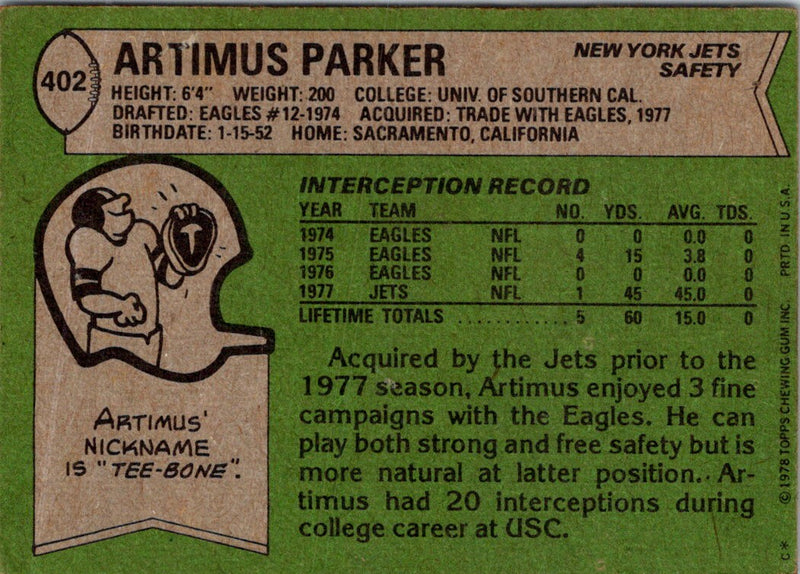 402
ARTIMUS PARKER
NEW YORK JETS
SAFETY
HEIGHT: 6'4" WEIGHT: 200 COLLEGE: UNIV. OF SOUTHERN CAL.
DRAFTED: EAGLES #12-1974 ACQUIRED: TRADE WITH EAGLES, 1977
BIRTHDATE: 1-15-52 HOME: SACRAMENTO, CALIFORNIA
T
ARTIMUS'
NICKNAME
IS "TEE-BONE".
INTERCEPTION RECORD
YEAR TEAM NO. YDS. AVG. TDS.
1974 EAGLES NFL 0 0 0.0 0
1975 EAGLES NFL 4 15 3.8 0
1976 EAGLES NFL 0 0 0.0 0
1977 JETS NFL 1 45 45.0 0
LIFETIME TOTALS ............ 5 60 15.0 0
Acquired by the Jets prior to the
1977 season, Artimus enjoyed 3 fine
campaigns with the Eagles. He can
play both strong and free safety but is
more natural at latter position. Ar-
timus had 20 interceptions during
college career at USC.
©1978 TOPPS CHEWING GUM INC. PRTD. IN U.S.A.
C*